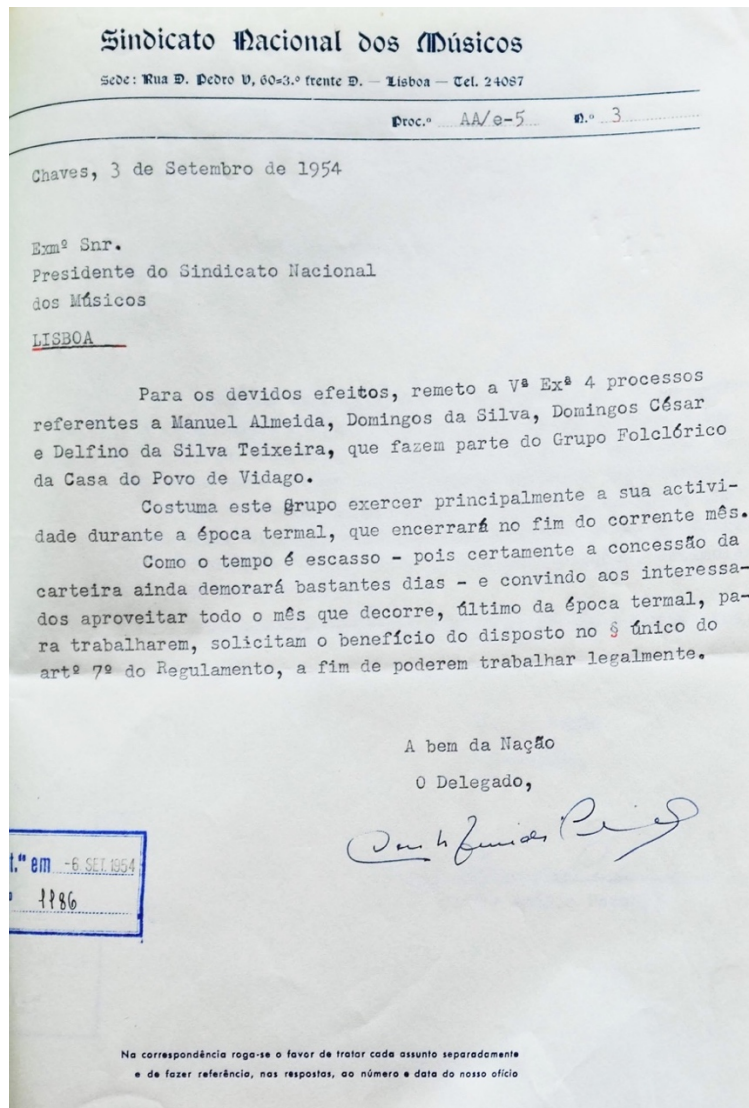 Sindicato Nacional dos Músicos
Sede: Rua D. Pedro V, 60=3.º frente D. — Lisboa — Tel. 24087
Proc.º AA/e-5 N.º 3
Chaves, 3 de Setembro de 1954
Exmº Snr.
Presidente do Sindicato Nacional
dos Músicos
LISBOA
Para os devidos efeitos, remeto a Vª Exª 4 processos
referentes a Manuel Almeida, Domingos da Silva, Domingos César
e Delfino da Silva Teixeira, que fazem parte do Grupo Folclórico
da Casa do Povo de Vidago.
Costuma este grupo exercer principalmente a sua activi-
dade durante a época termal, que encerrará no fim do corrente mês.
Como o tempo é escasso - pois certamente a concessão da
carteira ainda demorará bastantes dias - e convindo aos interessa-
dos aproveitar todo o mês que decorre, último da época termal, pa-
ra trabalharem, solicitam o benefício do disposto no § único do
artº 7º do Regulamento, a fim de poderem trabalhar legalmente.
A bem da Nação
O Delegado,
t.ª em -6. SET. 1954
1186
Na correspondência roga-se o favor de tratar cada assunto separadamente
e de fazer referência, nas respostas, ao número e data do nosso ofício